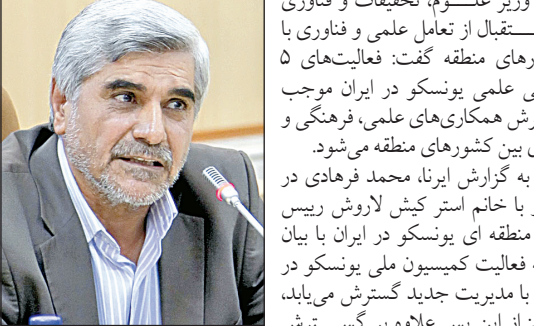 وزیر علـــوم، تحقیقات و فناوری
ـــتقبال از تعامل علمی و فناوری با
رهای منطقه گفت: فعالیت‌های ۵
ی علمی یونسکو در ایران موجب
رش همکاری‌های علمی، فرهنگی و
ی بین کشورهای منطقه می‌شود.
به گزارش ایرنا، محمد فرهادی در
ر با خانم استر کیش لاروش رییس
منطقه ای یونسکو در ایران با بیان
فعالیت کمیسیون ملی یونسکو در
با مدیریت جدید گسترش می‌یابد،